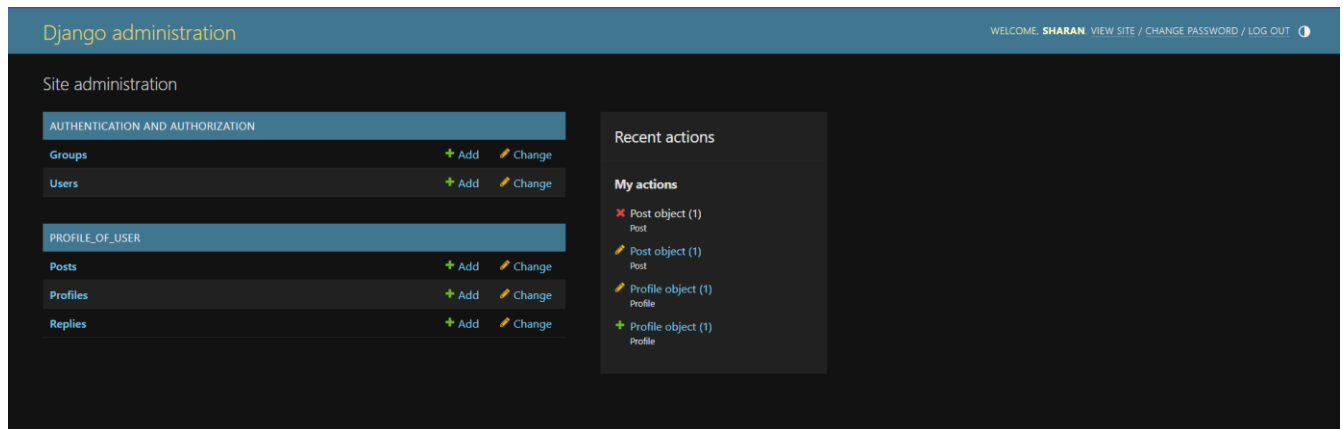 Django administration
WELCOME, SHARAN. VIEW SITE / CHANGE PASSWORD / LOG OUT
Site administration
AUTHENTICATION AND AUTHORIZATION
Groups + Add Change
Users + Add Change
PROFILE_OF_USER
Posts + Add Change
Profiles + Add Change
Replies + Add Change
Recent actions
My actions
Post object (1)
Post
Post object (1)
Post
Profile object (1)
Profile
Profile object (1)
Profile